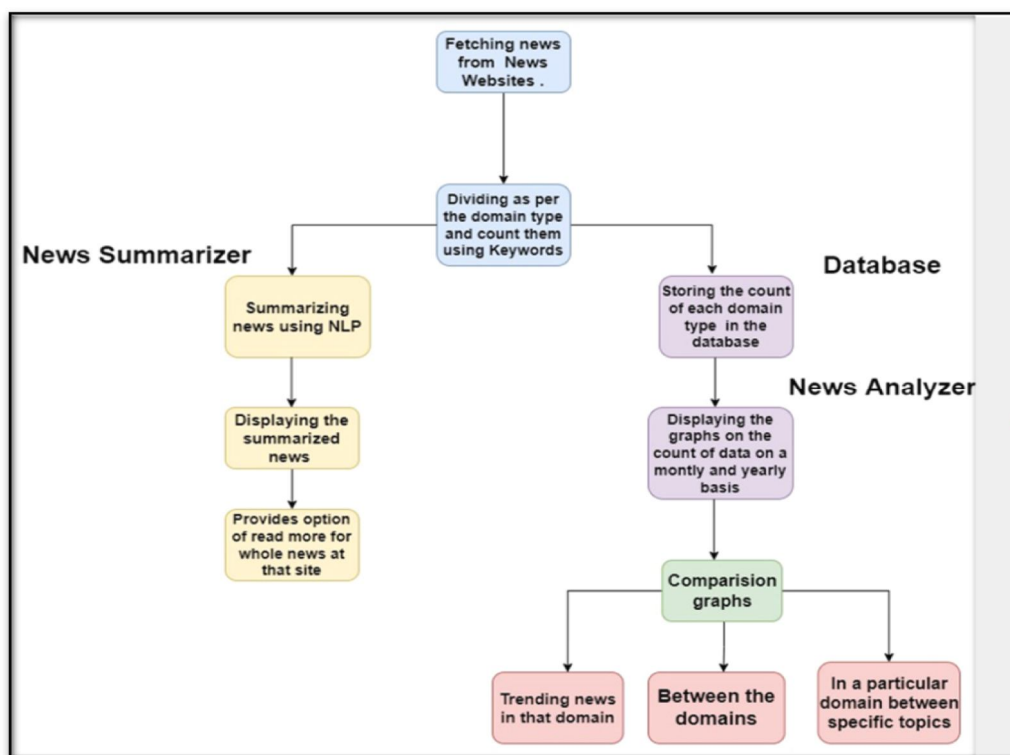 Fetching news
from News
Websites .
Dividing as per
the domain type
and count them
using Keywords
News Summarizer
Database
Summarizing
news using NLP
Storing the count
of each domain
type in the
database
News Analyzer
Displaying the
summarized
news
Displaying the
graphs on the
count of data on a
montly and yearly
basis
Provides option
of read more for
whole news at
that site
Comparision
graphs
Trending news
in that domain
Between the
domains
In a particular
domain between
specific topics